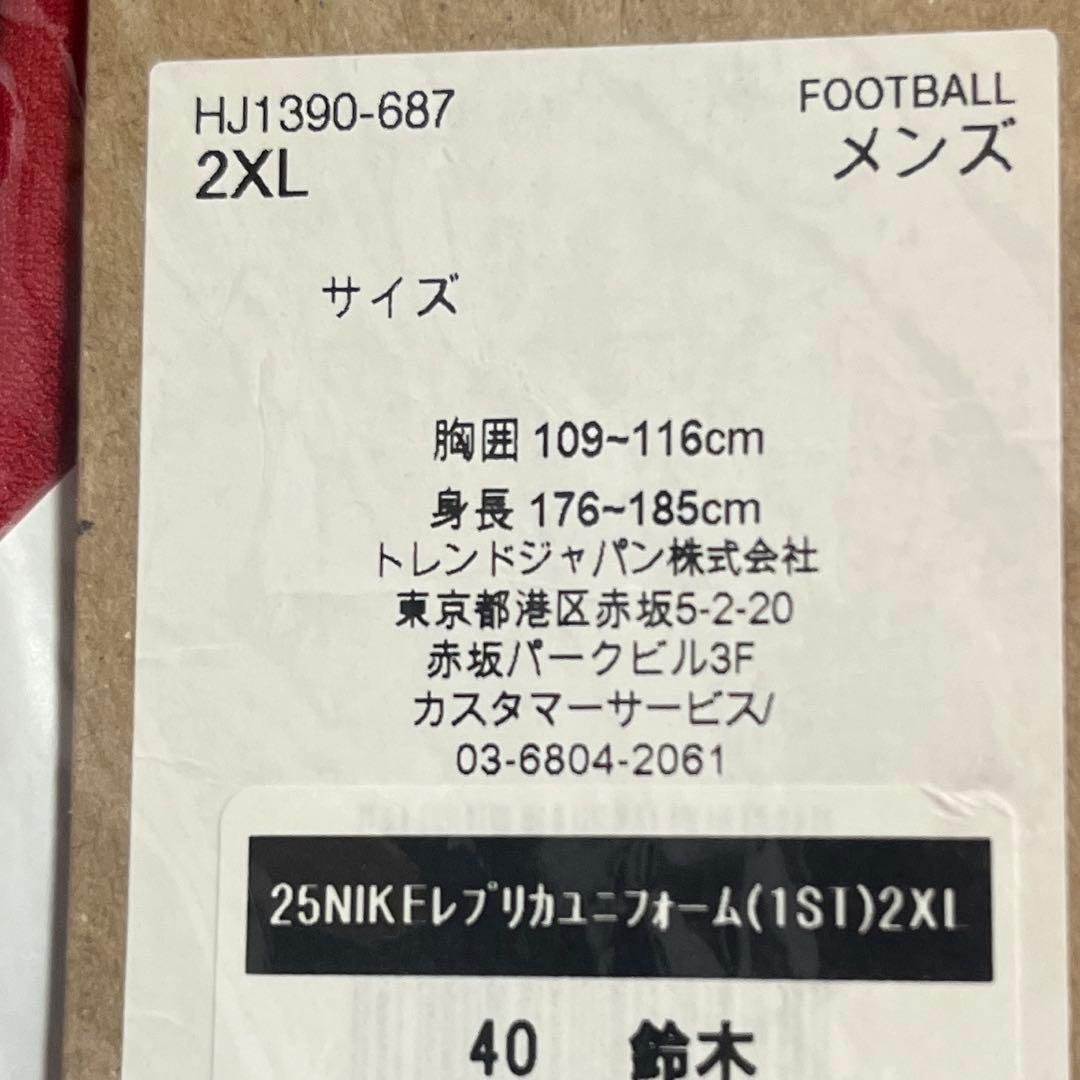 HJ1390-687
FOOTBALL
2XL
メンズ
サイズ
胸囲 109~116cm
身長 176~185cm
トレンドジャパン株式会社
東京都港区赤坂5-2-20
赤坂パークビル3F
カスタマーサービス/
03-6804-2061
25NIKEレプリカユニフォーム(1ST)2XL
40 鈴木